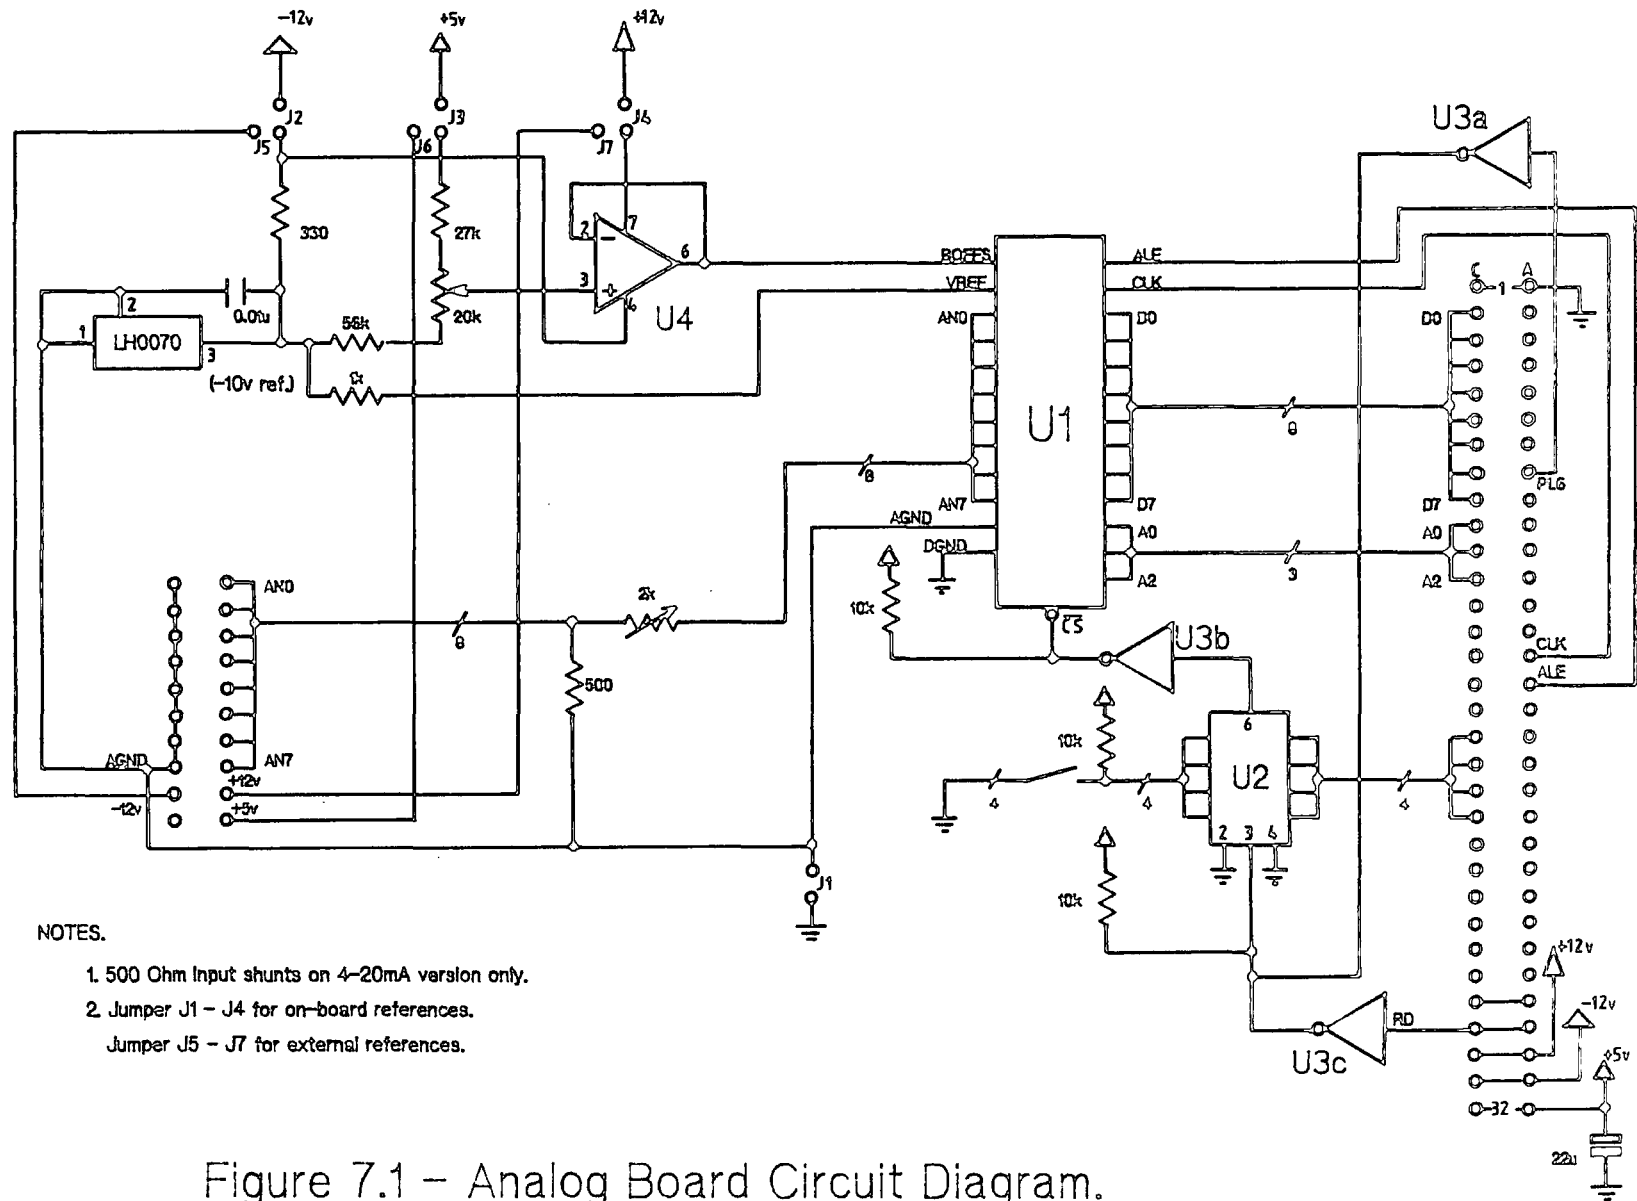 -12v
+5v
+12v
J2
J5
J3
J6
J4
J7
U3a
330
27k
2
7
6
3
+
4
20k
U4
BOFFS
VREF
ALE
CLK
C
1
A
2
0.01u
1
LH0070
3
(-10v ref.)
56k
1k
AN0
D0
D0
U1
8
8
AN7
D7
PLG
D7
AGND
A0
A0
DGND
3
A2
A2
AN0
2k
10k
CS
U3b
CLK
ALE
8
500
10k
6
U2
AGND
AN7
+12v
-12v
+5v
4
4
4
2
3
4
J1
10k
+12v
-12v
RD
U3c
+5v
32
22u
NOTES.
1. 500 Ohm Input shunts on 4-20mA version only.
2. Jumper J1 - J4 for on-board references.
Jumper J5 - J7 for external references.
Figure 7.1 - Analog Board Circuit Diagram.